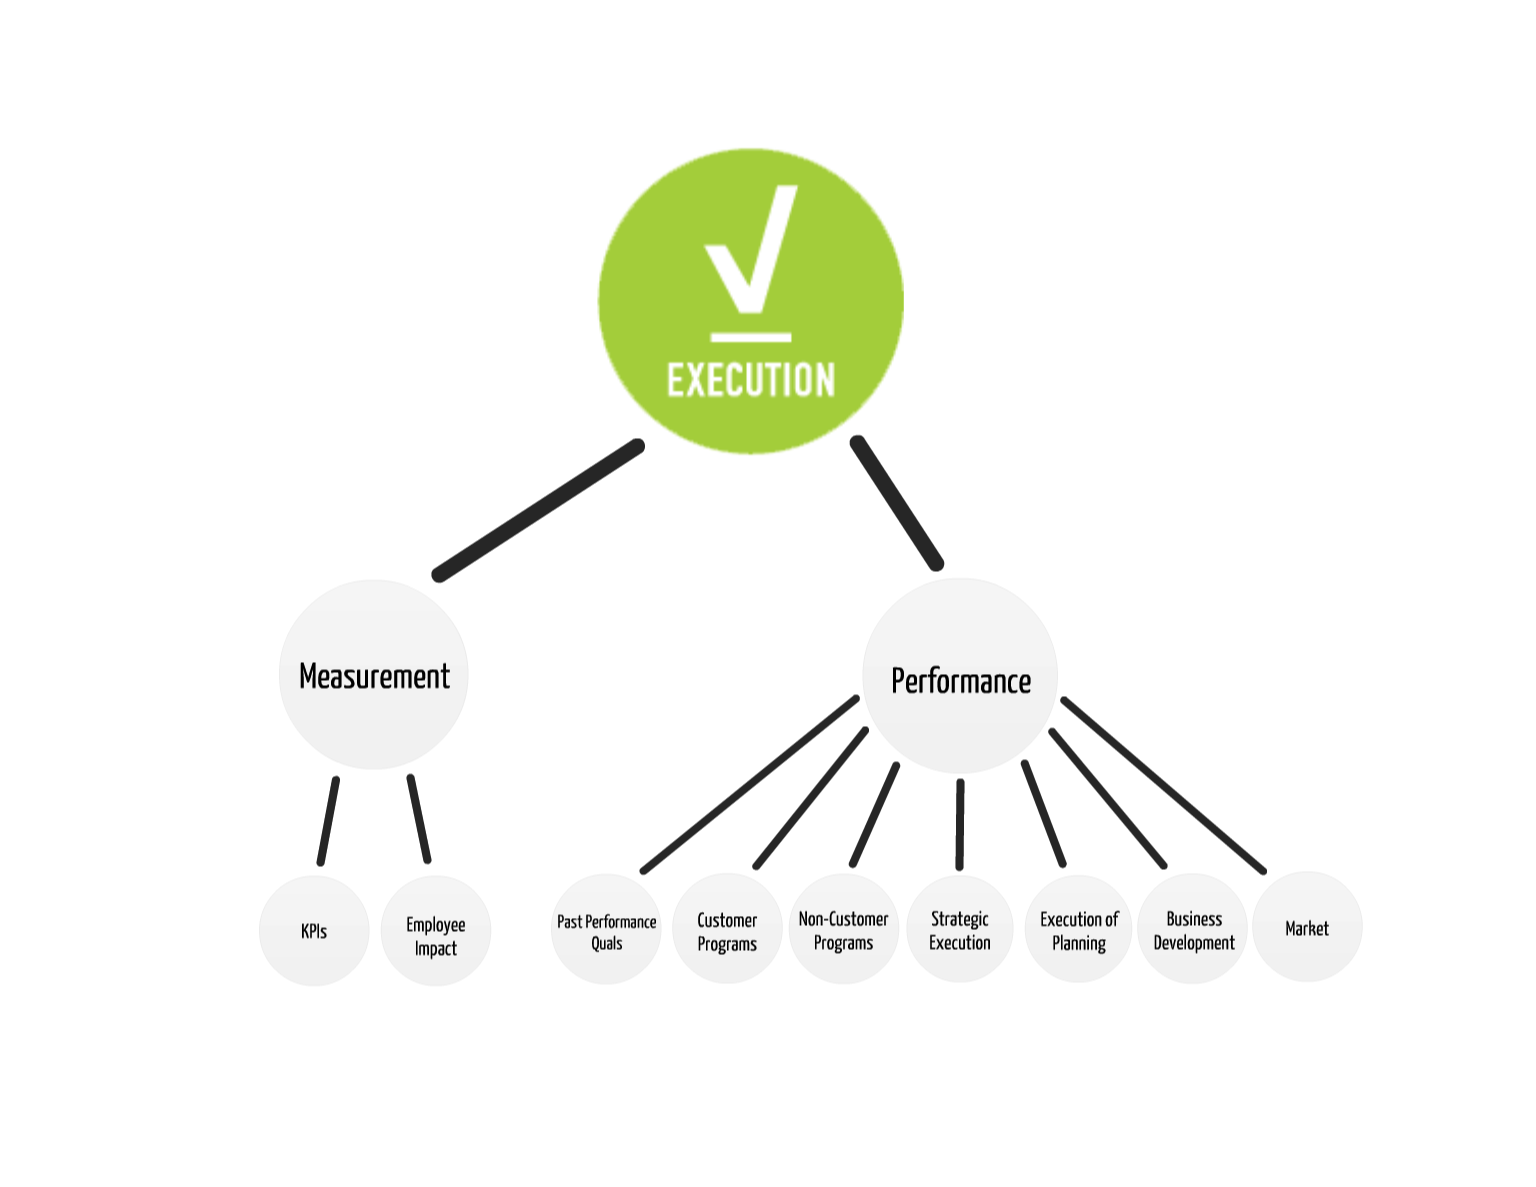 EXECUTION
Measurement
Performance
KPIs
Employee
Impact
Past Performance
Quals
Customer
Programs
Non-Customer
Programs
Strategic
Execution
Execution of
Planning
Business
Development
Market